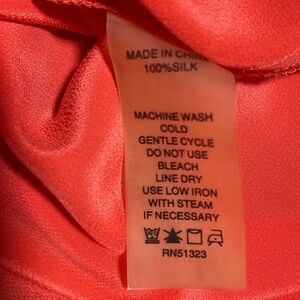 MADE IN CHINA
100%SILK
MACHINE WASH
COLD
GENTLE CYCLE
DO NOT USE
BLEACH
LINE DRY
USE LOW IRON
WITH STEAM
IF NECESSARY
RN51323